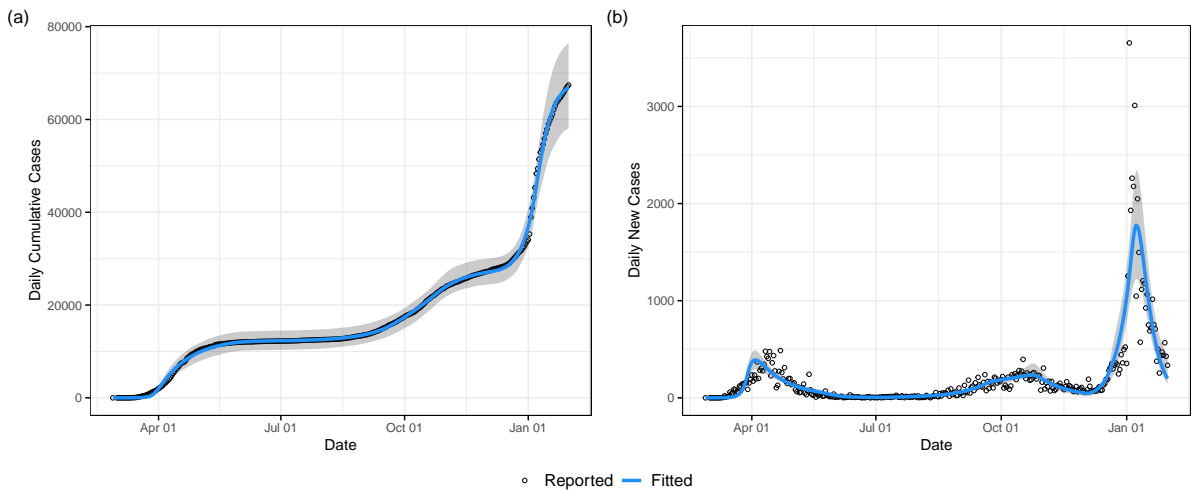 (a)
80000
60000
40000
20000
0
Daily Cumulative Cases
Apr 01
Jul 01
Oct 01
Jan 01
Date
(b)
3000
2000
1000
0
Daily New Cases
Apr 01
Jul 01
Oct 01
Jan 01
Date
Reported
Fitted